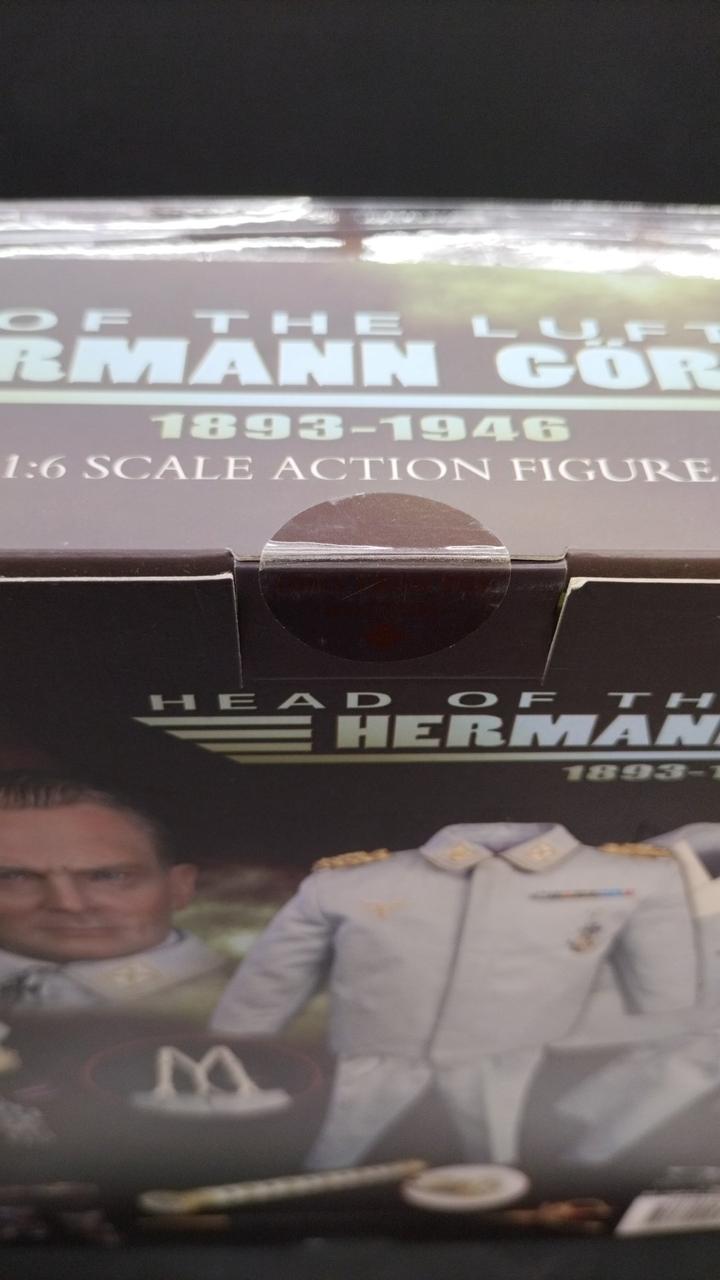 OF THE LUFT
RMANN GÖR
1893-1946
1:6 SCALE ACTION FIGURE
HEAD OF TH
HERMAN
1893-1